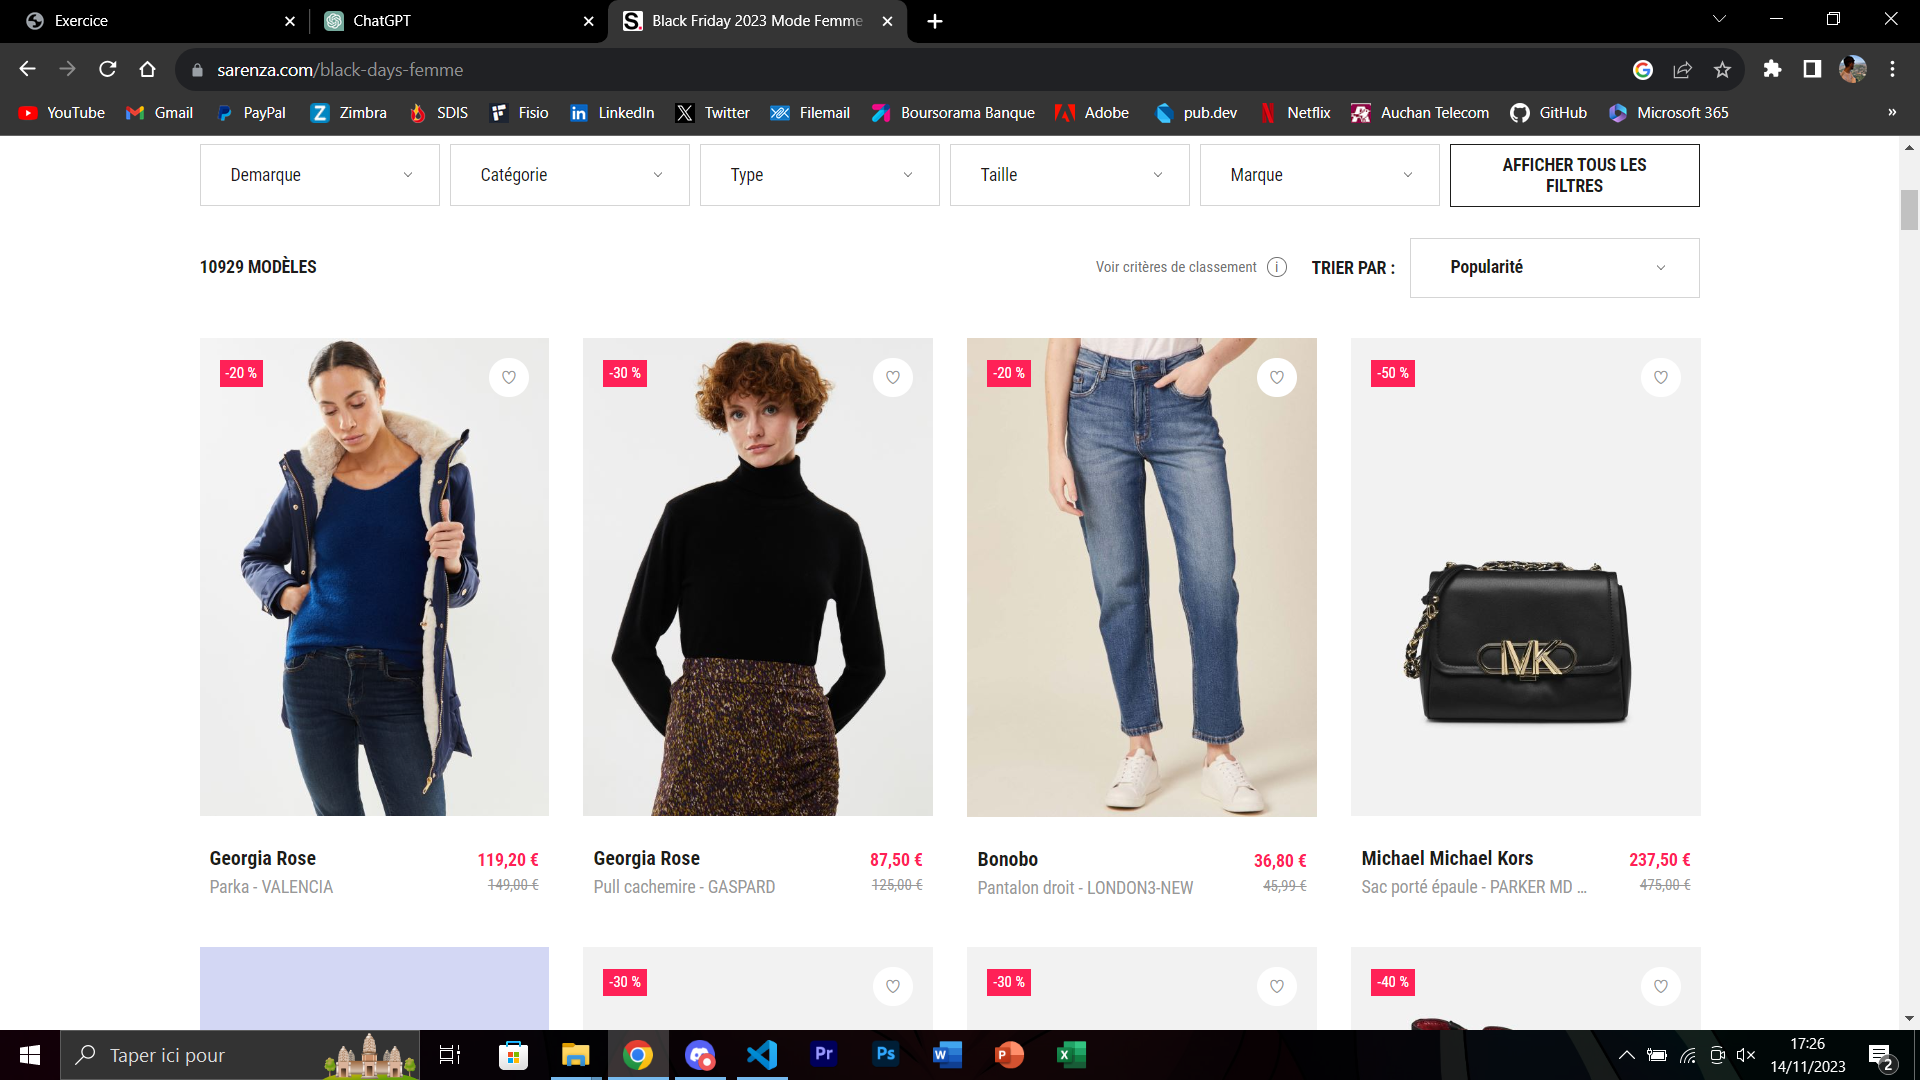 Exercice
ChatGPT
S. Black Friday 2023 Mode Femme
sarenza.com/black-days-femme
YouTube Gmail PayPal Zimbra SDIS Fisio LinkedIn Twitter Filemail Boursorama Banque Adobe pub.dev Netflix Auchan Telecom GitHub Microsoft 365 »
Demarque Catégorie Type Taille Marque AFFICHER TOUS LES
FILTRES
10929 MODÈLES Voir critères de classement i TRIER PAR : Popularité
-20 % -30 % -20 % -50 %
MK
Georgia Rose 119,20 € Georgia Rose 87,50 € Bonobo 36,80 € Michael Michael Kors 237,50 €
Parka - VALENCIA 149,00 € Pull cachemire - GASPARD 125,00 € Pantalon droit - LONDON3-NEW 45,99 € Sac porté épaule - PARKER MD ... 475,00 €
-30 % -30 % -40 %
Taper ici pour
Pr Ps W P X
17:26
14/11/2023
2